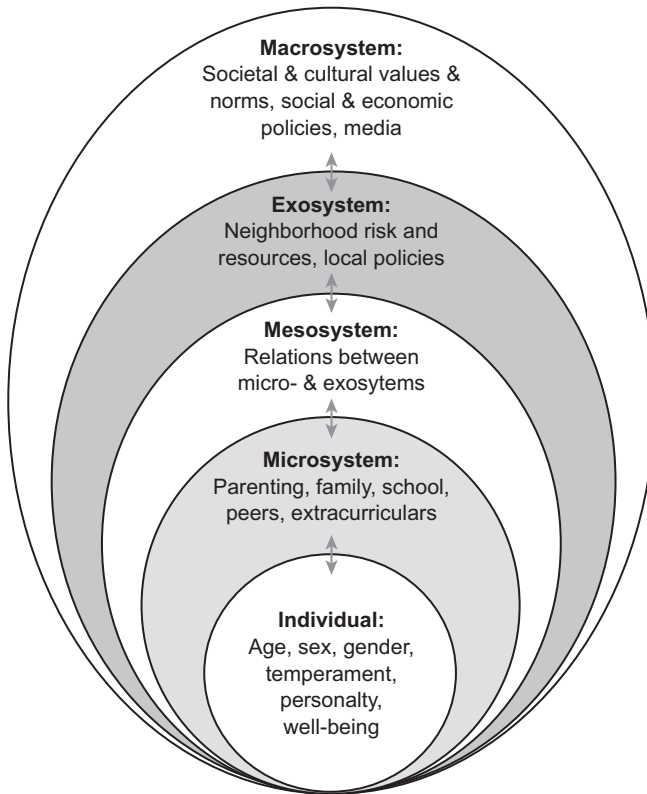 Macrosystem:
Societal & cultural values &
norms, social & economic
policies, media
Exosystem:
Neighborhood risk and
resources, local policies
Mesosystem:
Relations between
micro- & exosytems
Microsystem:
Parenting, family, school,
peers, extracurriculars
Individual:
Age, sex, gender,
temperament,
personalty,
well-being